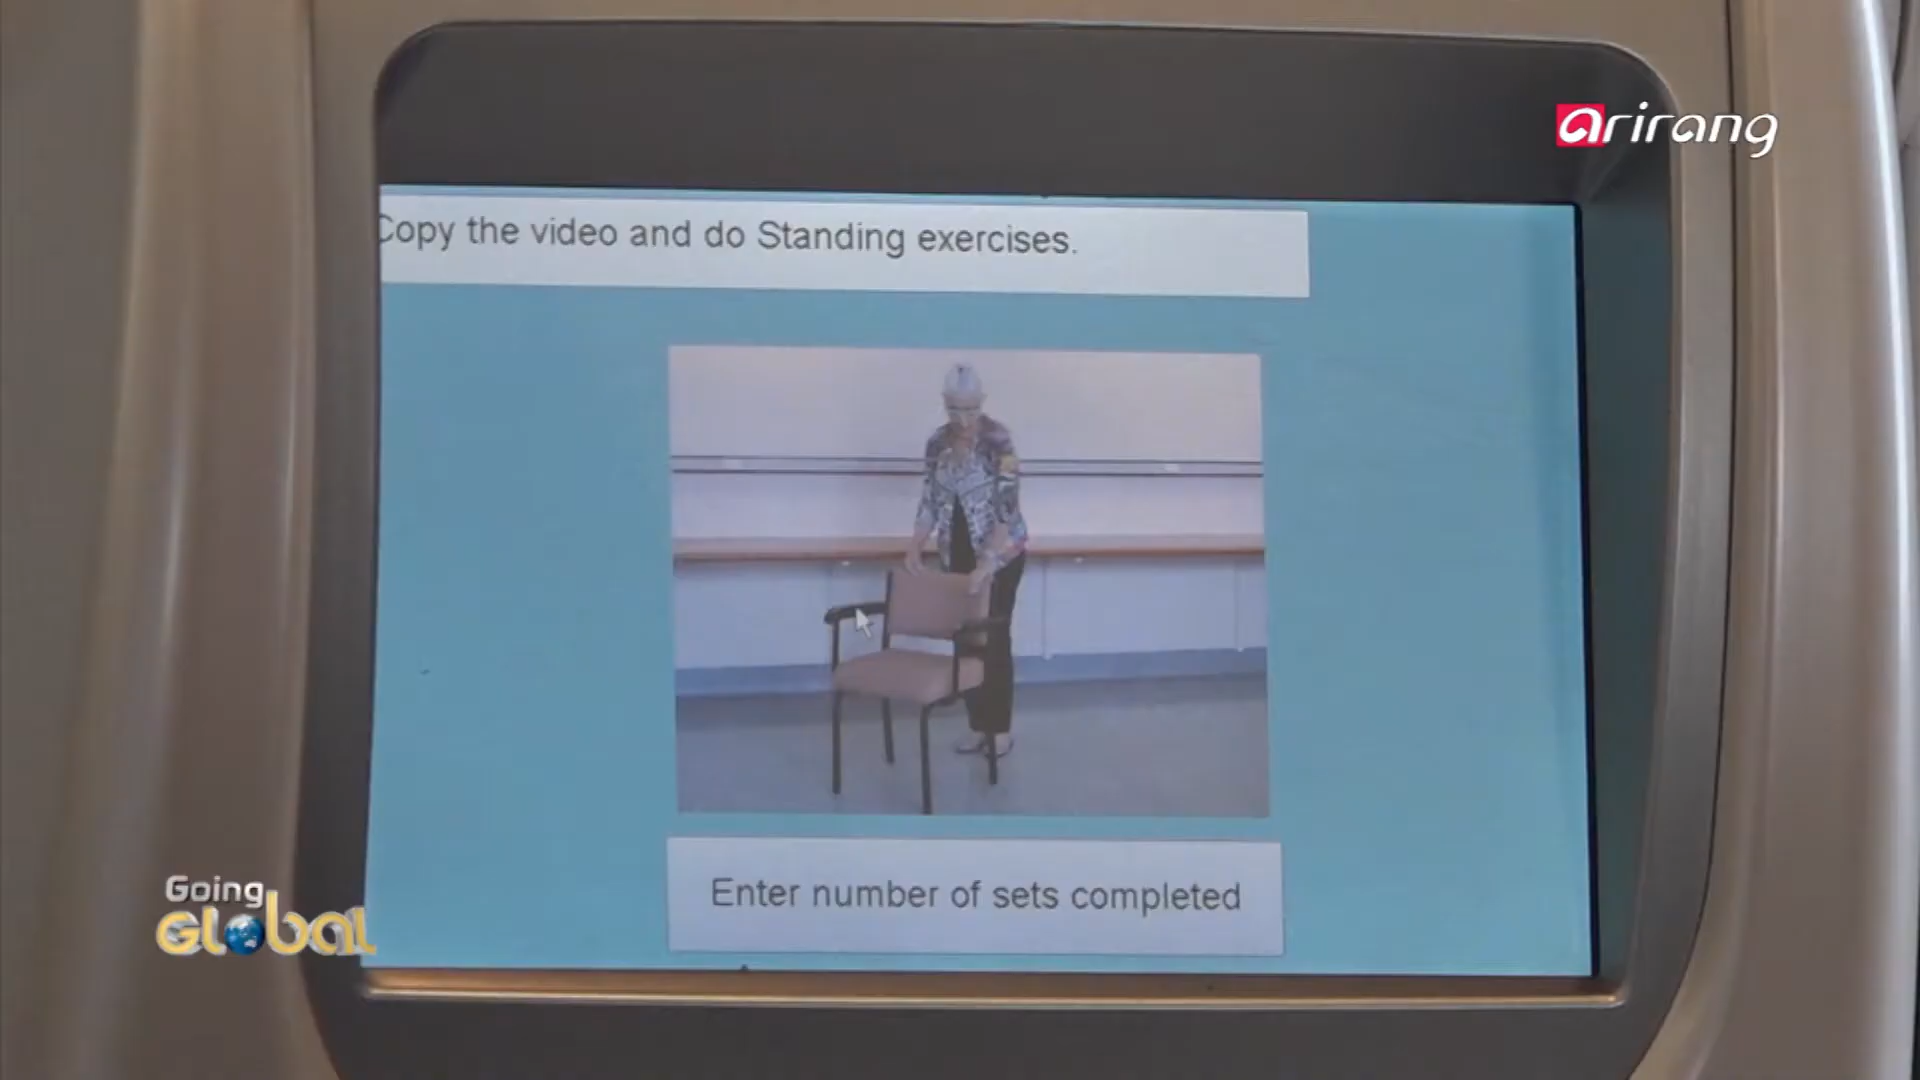 arirang
Copy the video and do Standing exercises.
Enter number of sets completed
Going
GLobal